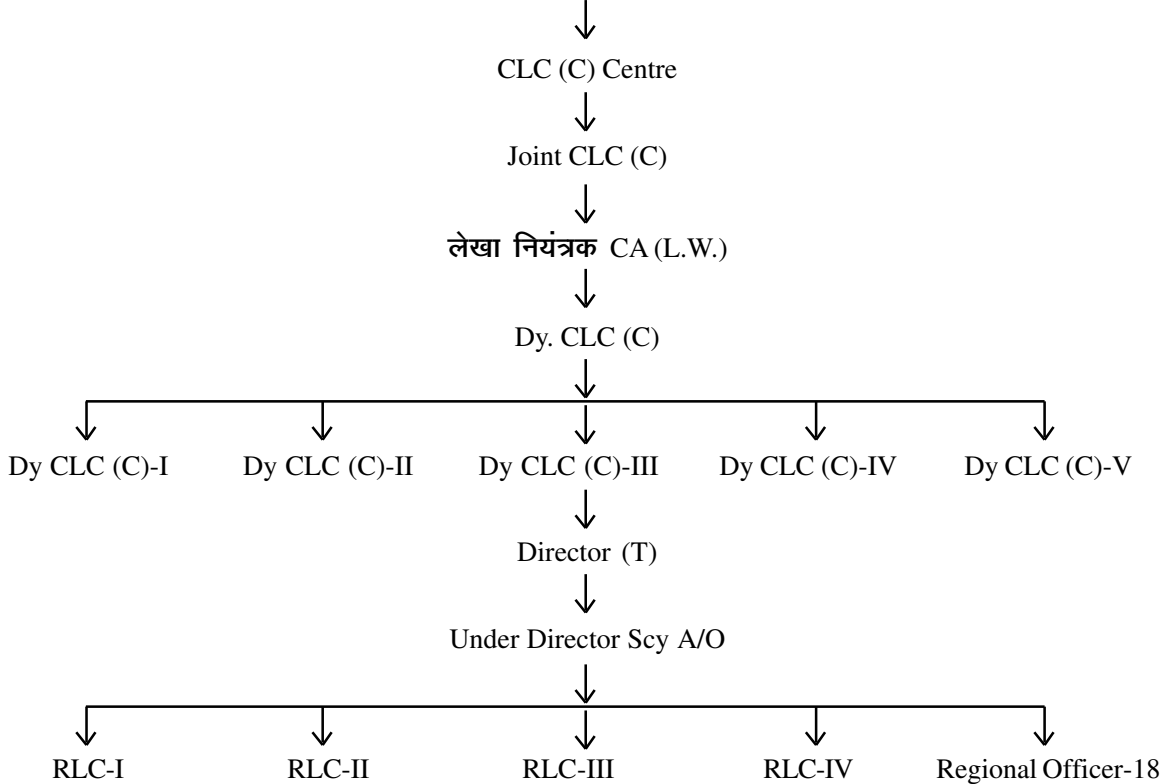 CLC (C) Centre
Joint CLC (C)
लेखा नियंत्रक CA (L.W.)
Dy. CLC (C)
Dy CLC (C)-I Dy CLC (C)-II Dy CLC (C)-III Dy CLC (C)-IV Dy CLC (C)-V
Director (T)
Under Director Scy A/O
RLC-I RLC-II RLC-III RLC-IV Regional Officer-18